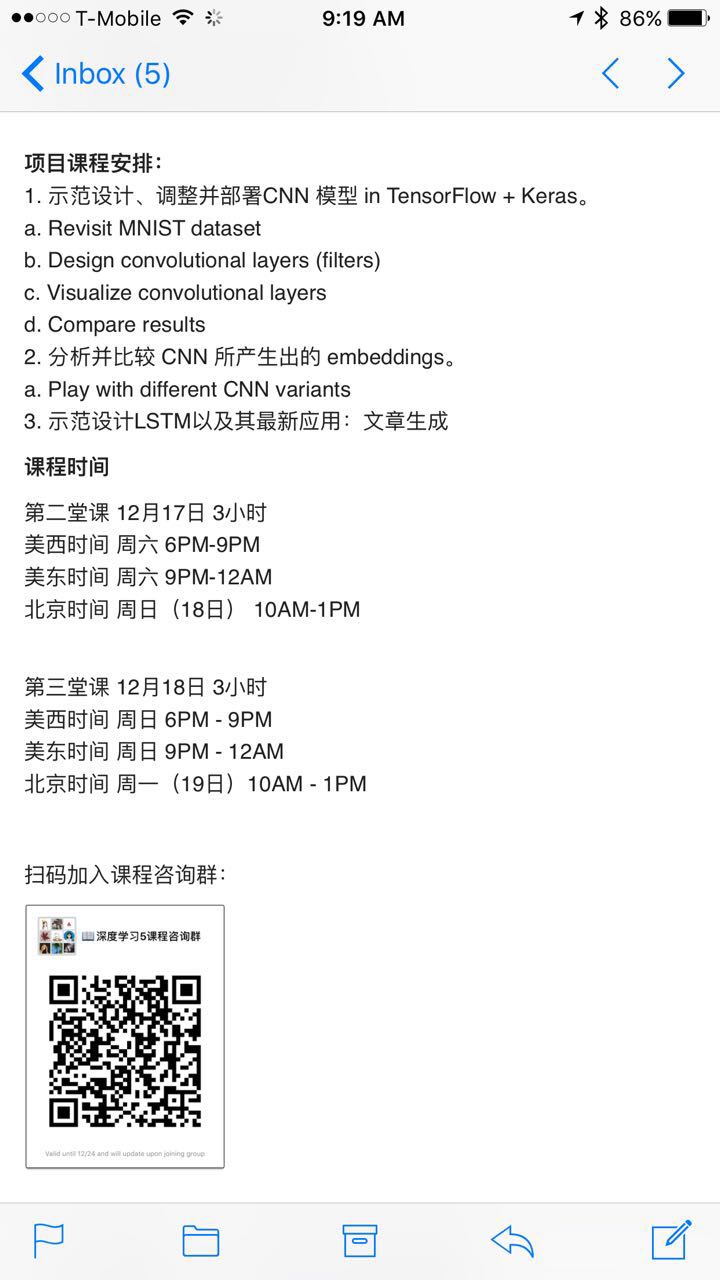 T-Mobile 9:19 AM 86%
Inbox (5)
项目课程安排：
1. 示范设计、调整并部署CNN 模型 in TensorFlow + Keras。
a. Revisit MNIST dataset
b. Design convolutional layers (filters)
c. Visualize convolutional layers
d. Compare results
2. 分析并比较 CNN 所产生出的 embeddings。
a. Play with different CNN variants
3. 示范设计LSTM以及其最新应用：文章生成
课程时间
第二堂课 12月17日 3小时
美西时间 周六 6PM-9PM
美东时间 周六 9PM-12AM
北京时间 周日（18日） 10AM-1PM
第三堂课 12月18日 3小时
美西时间 周日 6PM - 9PM
美东时间 周日 9PM - 12AM
北京时间 周一（19日）10AM - 1PM
扫码加入课程咨询群：
📖深度学习5课程咨询群
Valid until 12/24 and will update upon joining group